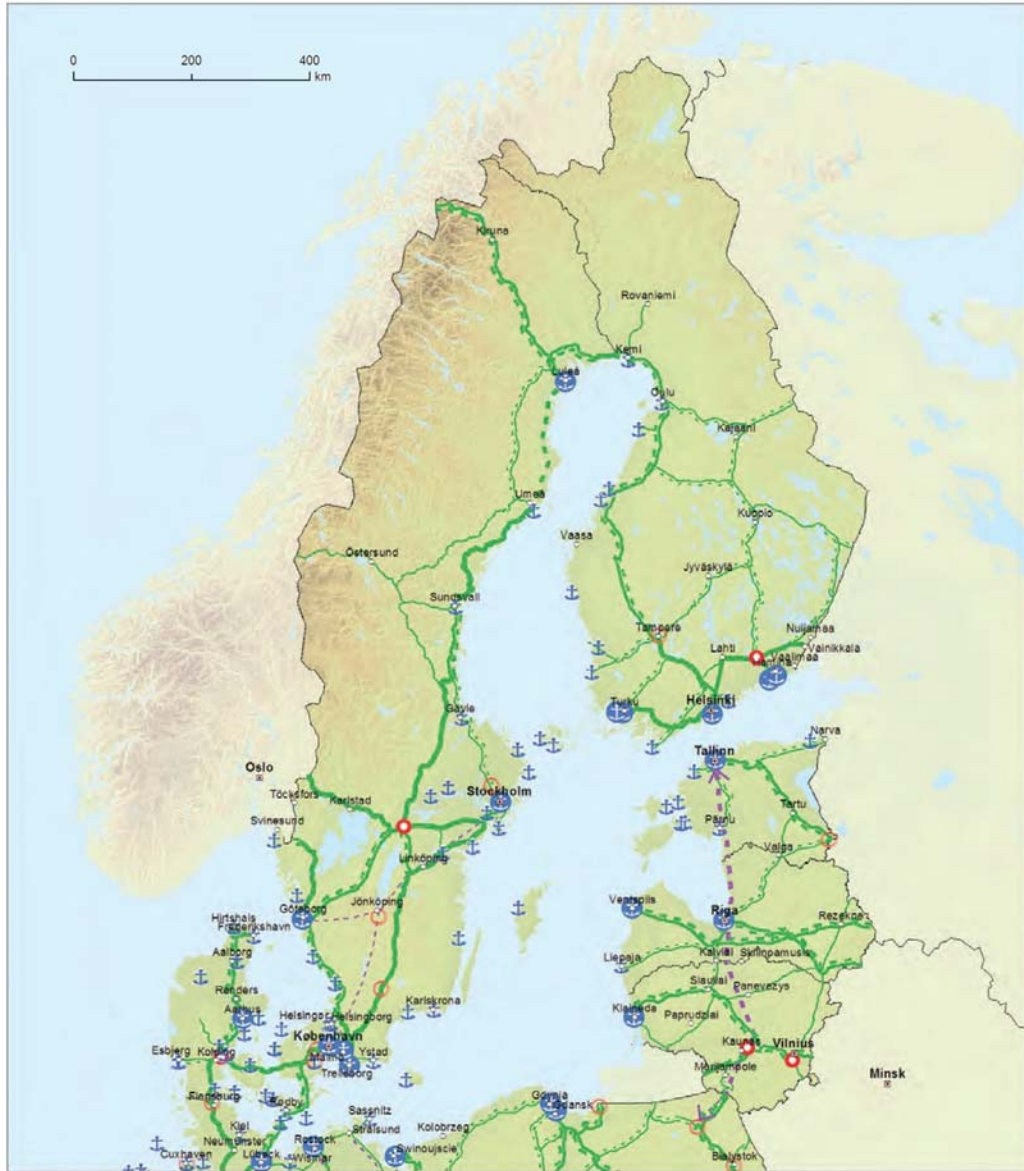 0
200
400
km
Kiruna
Rovaniemi
Kemi
Luleå
Oulu
Kajaani
Umeå
Kuopio
Vaasa
Östersund
Jyväskylä
Sundsvall
Tampere
Nuijamaa
Lahti
Vainikkala
Vaalimaa
Turku
Helsinki
Gävle
Narva
Oslo
Tallinn
Töcksfors
Karlstad
Stockholm
Tartu
Svinesund
Pärnu
Linköping
Valga
Jönköping
Ventspils
Göteborg
Hirtshals
Frederikshavn
Riga
Rezekne
Aalborg
Kalviai
Skilinpamusis
Liepaja
Siauliai
Panevezys
Randers
Karlskrona
Aarhus
Helsingør
Helsingborg
Klaipeda
Paprudziai
København
Kaunas
Vilnius
Esbjerg
Kolding
Malmö
Ystad
Marijampole
Trelleborg
Minsk
Flensburg
Rødby
Gdynia
Gdansk
Sassnitz
Stralsund
Kolobrzeg
Kiel
Neumünster
Rostock
Swinoujscie
Cuxhaven
Lübeck
Wismar
Bialystok